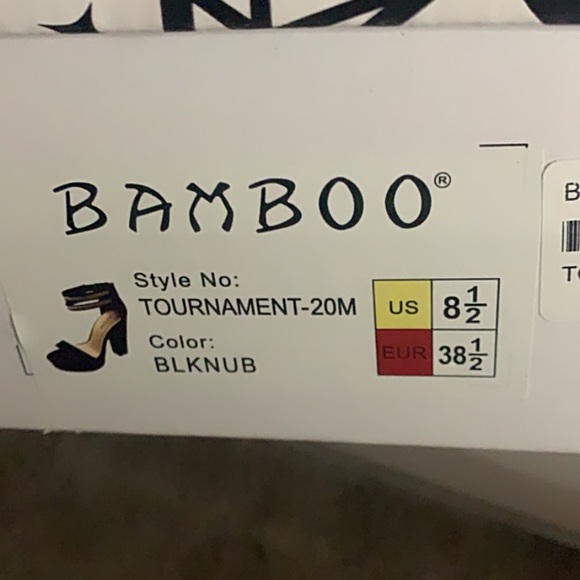 BAMBOO®
Style No:
TOURNAMENT-20M
Color:
BLKNUB
US 8½
EUR 38½
B
T